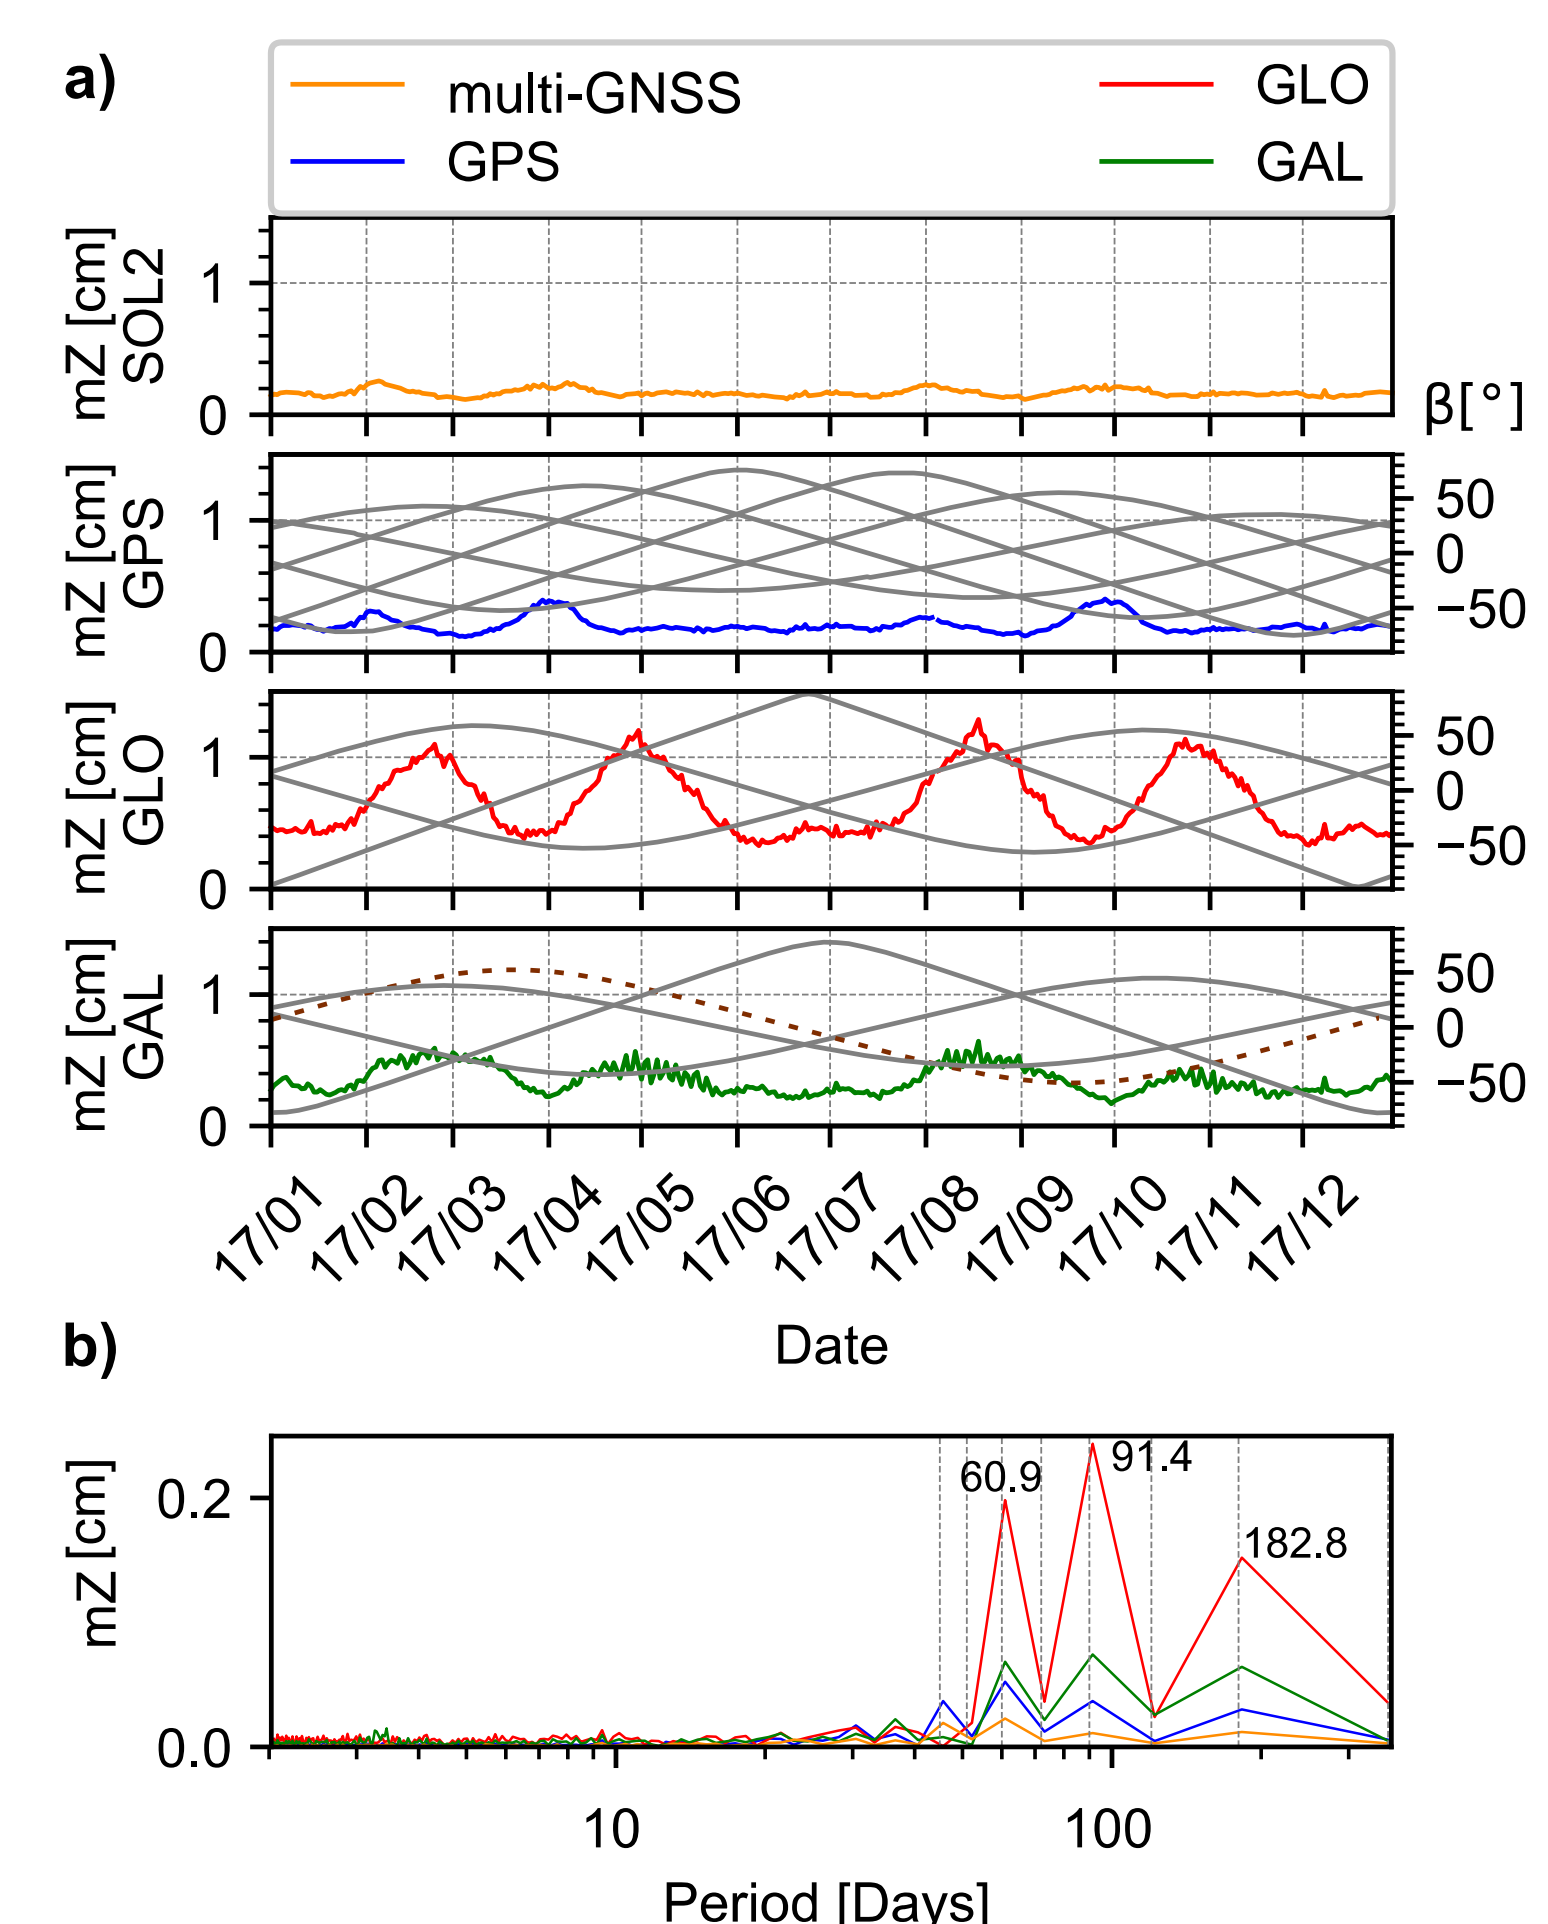 a)
multi-GNSS
GLO
GPS
GAL
mZ [cm]
SOL2
1
0
β[°]
mZ [cm]
GPS
1
0
50
0
−50
mZ [cm]
GLO
1
0
50
0
−50
mZ [cm]
GAL
1
0
50
0
−50
17/01
17/02
17/03
17/04
17/05
17/06
17/07
17/08
17/09
17/10
17/11
17/12
Date
b)
mZ [cm]
0.2
0.0
60.9
91.4
182.8
10
100
Period [Days]